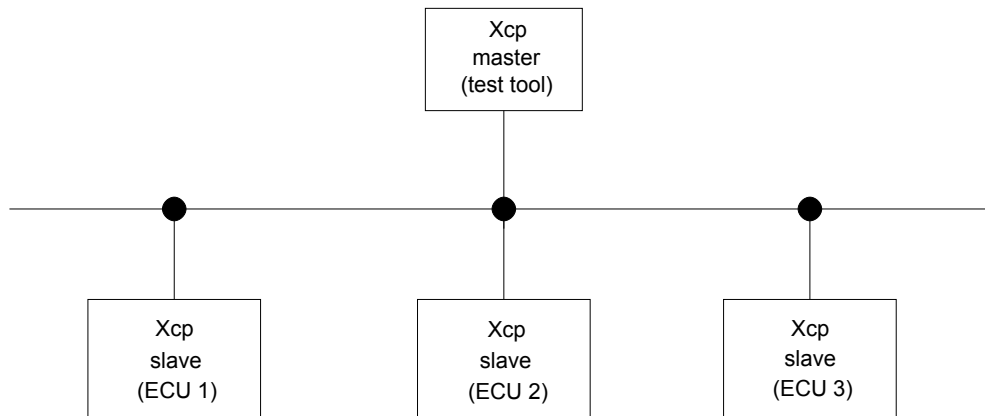 Xcp
master
(test tool)
Xcp
slave
(ECU 1)
Xcp
slave
(ECU 2)
Xcp
slave
(ECU 3)